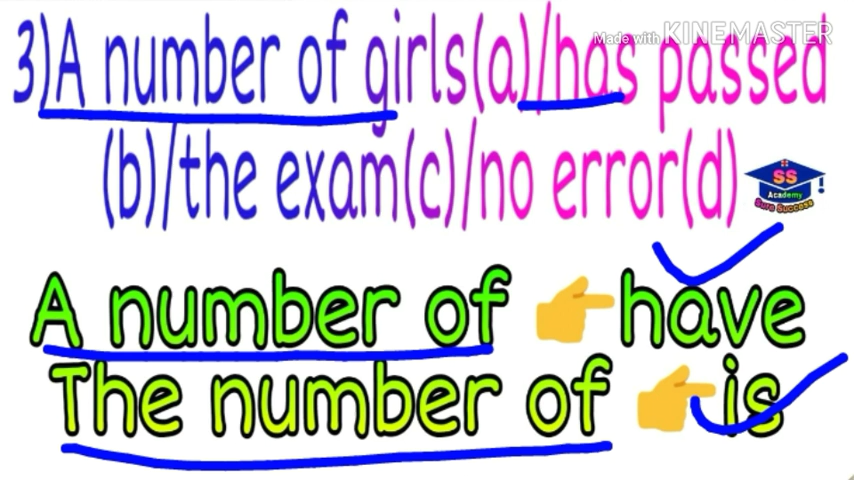 Made with KINEMASTER
3)A number of girls(a)/has passed
(b)/the exam(c)/no error(d)
SS
Academy
Sure Success
A number of 👉have
The number of 👉is